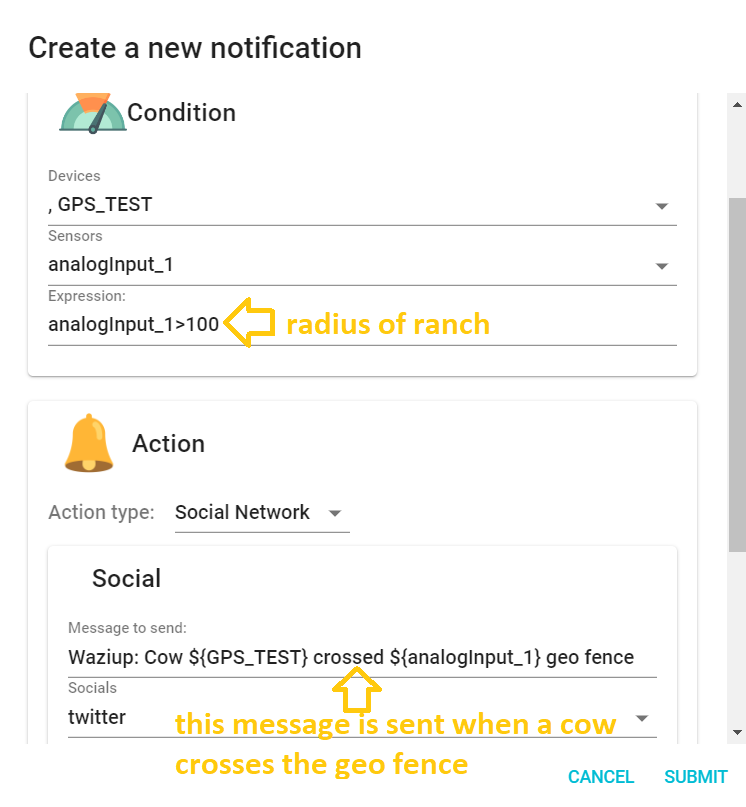 Create a new notification
Condition
Devices
, GPS_TEST
Sensors
analogInput_1
Expression:
analogInput_1>100
radius of ranch
Action
Action type: Social Network
Social
Message to send:
Waziup: Cow ${GPS_TEST} crossed ${analogInput_1} geo fence
Socials
twitter
this message is sent when a cow
crosses the geo fence
CANCEL SUBMIT